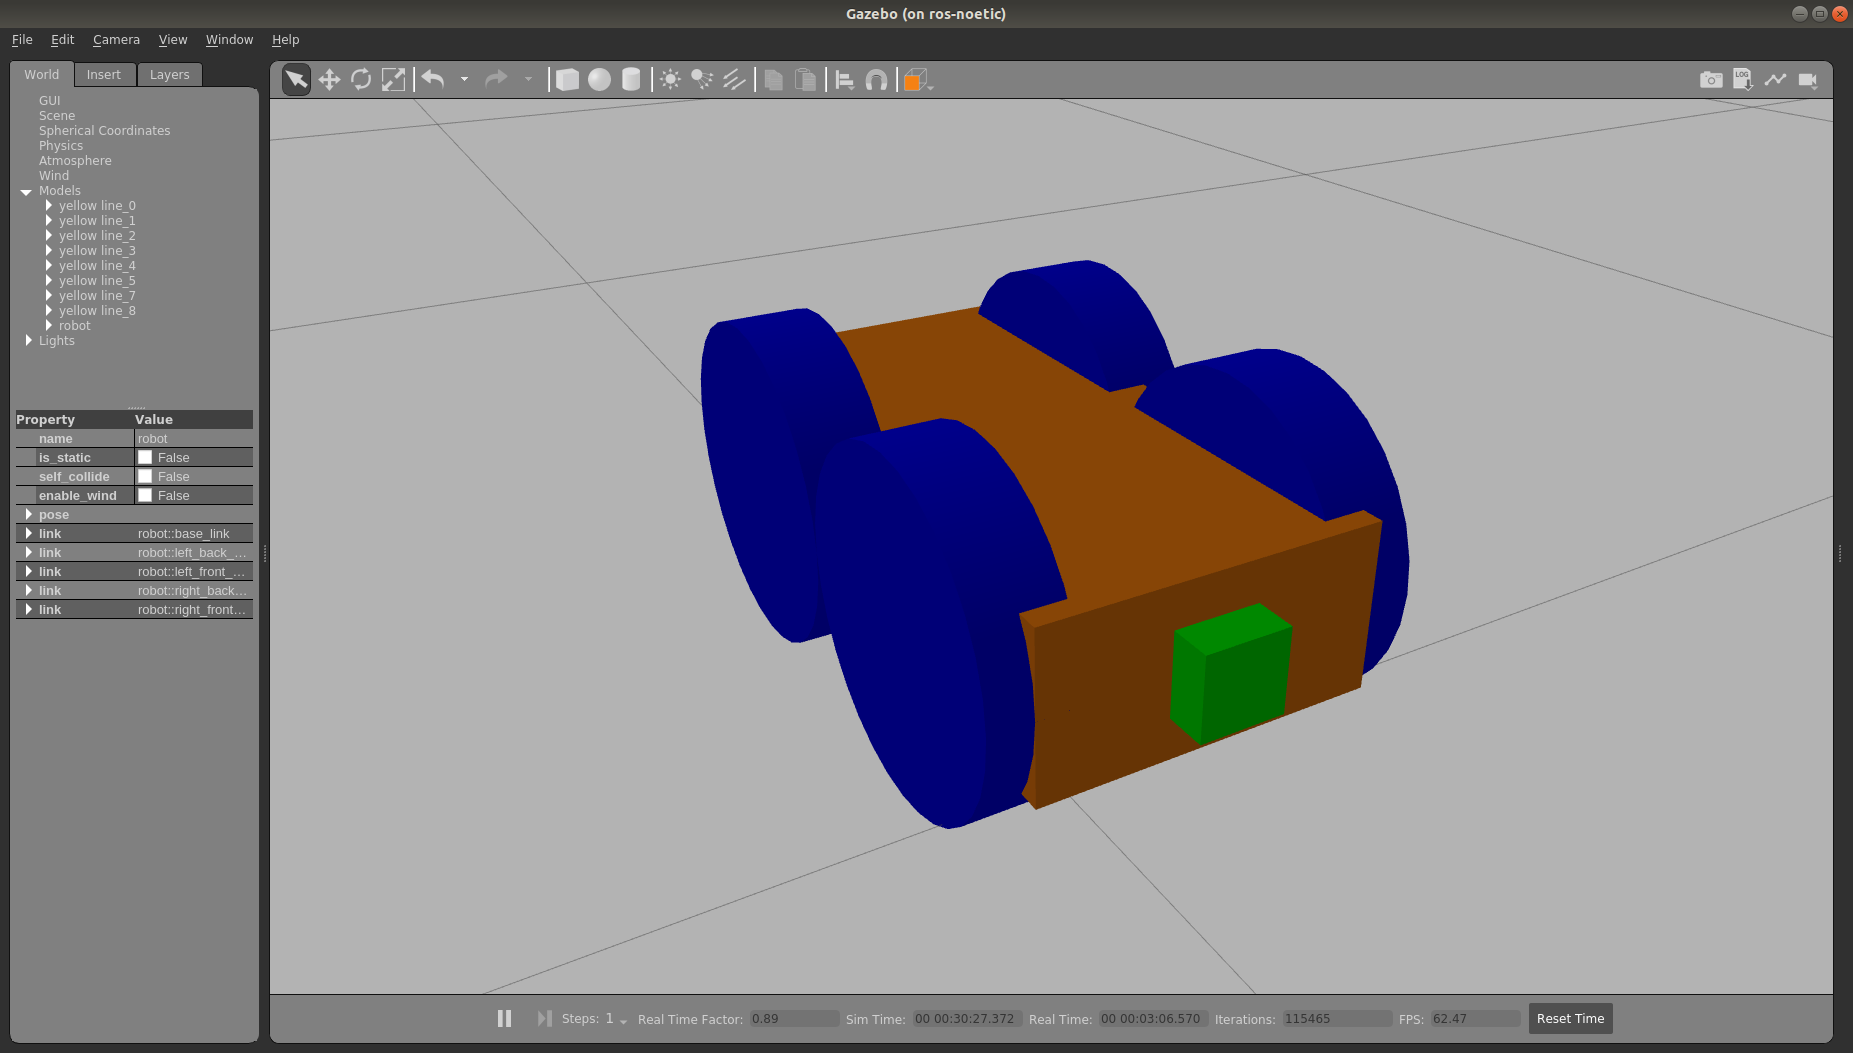 Gazebo (on ros-noetic)
File Edit Camera View Window Help
World Insert Layers
LOG
GUI
Scene
Spherical Coordinates
Physics
Atmosphere
Wind
Models
yellow line_0
yellow line_1
yellow line_2
yellow line_3
yellow line_4
yellow line_5
yellow line_7
yellow line_8
robot
Lights
Property Value
name robot
is_static False
self_collide False
enable_wind False
pose
link robot::base_link
link robot::left_back_...
link robot::left_front_...
link robot::right_back...
link robot::right_front...
Steps: 1 Real Time Factor: 0.89 Sim Time: 00 00:30:27.372 Real Time: 00 00:03:06.570 Iterations: 115465 FPS: 62.47 Reset Time